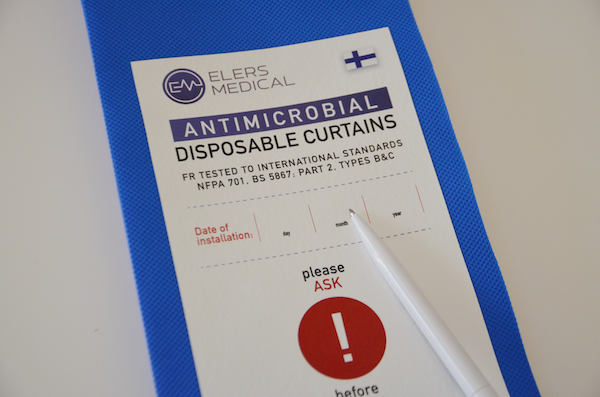 EM
ELERS
MEDICAL
ANTIMICROBIAL
DISPOSABLE CURTAINS
FR TESTED TO INTERNATIONAL STANDARDS
NFPA 701, BS 5867: PART 2, TYPES B&C
Date of
installation:
day month year
please
ASK
!
before